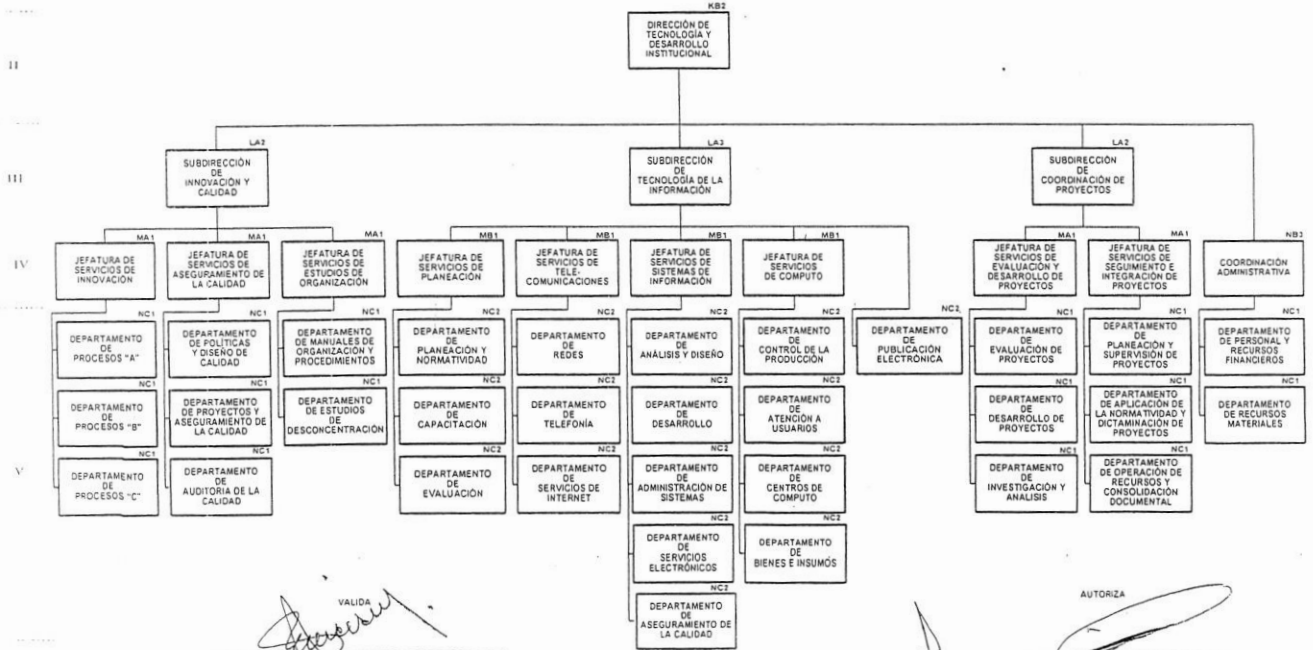 KB2
DIRECCIÓN DE
TECNOLOGÍA Y
DESARROLLO
INSTITUCIONAL
II
LA2
SUBDIRECCIÓN
DE
INNOVACIÓN Y
CALIDAD
LA3
SUBDIRECCIÓN
DE
TECNOLOGÍA DE LA
INFORMACIÓN
LA2
SUBDIRECCIÓN
DE
COORDINACIÓN DE
PROYECTOS
III
MA1
JEFATURA DE
SERVICIOS DE
INNOVACIÓN
MA1
JEFATURA DE
SERVICIOS DE
ASEGURAMIENTO DE
LA CALIDAD
MA1
JEFATURA DE
SERVICIOS DE
ESTUDIOS DE
ORGANIZACIÓN
MB1
JEFATURA DE
SERVICIOS DE
PLANEACIÓN
MB1
JEFATURA DE
SERVICIOS DE
TELE-
COMUNICACIONES
MB1
JEFATURA DE
SERVICIOS DE
SISTEMAS DE
INFORMACIÓN
MB1
JEFATURA DE
SERVICIOS
DE COMPUTO
MA1
JEFATURA DE
SERVICIOS DE
EVALUACIÓN Y
DESARROLLO DE
PROYECTOS
MA1
JEFATURA DE
SERVICIOS DE
SEGUIMIENTO E
INTEGRACIÓN DE
PROYECTOS
NB2
COORDINACIÓN
ADMINISTRATIVA
IV
NC1
DEPARTAMENTO
DE
PROCESOS "A"
NC1
DEPARTAMENTO
DE POLÍTICAS
Y DISEÑO DE
CALIDAD
NC1
DEPARTAMENTO
DE MANUALES DE
ORGANIZACIÓN Y
PROCEDIMIENTOS
NC2
DEPARTAMENTO
DE
PLANEACIÓN Y
NORMATIVIDAD
NC2
DEPARTAMENTO
DE
REDES
NC2
DEPARTAMENTO
DE
ANÁLISIS Y DISEÑO
NC2
DEPARTAMENTO
DE
CONTROL DE LA
PRODUCCIÓN
NC2
DEPARTAMENTO
DE
PUBLICACIÓN
ELECTRÓNICA
NC1
DEPARTAMENTO
DE
EVALUACIÓN DE
PROYECTOS
NC1
DEPARTAMENTO
DE
PLANEACIÓN Y
SUPERVISIÓN DE
PROYECTOS
NC1
DEPARTAMENTO
DE PERSONAL Y
RECURSOS
FINANCIEROS
NC1
DEPARTAMENTO
DE
PROCESOS "B"
NC1
DEPARTAMENTO
DE PROYECTOS Y
ASEGURAMIENTO DE
LA CALIDAD
NC1
DEPARTAMENTO
DE ESTUDIOS
DE
DESCONCENTRACIÓN
NC2
DEPARTAMENTO
DE
CAPACITACIÓN
NC2
DEPARTAMENTO
DE
TELEFONÍA
NC2
DEPARTAMENTO
DE
DESARROLLO
NC2
DEPARTAMENTO
DE
ATENCIÓN A
USUARIOS
NC1
DEPARTAMENTO
DE
DESARROLLO DE
PROYECTOS
NC1
DEPARTAMENTO
DE APLICACIÓN DE
LA NORMATIVIDAD Y
DICTAMINACIÓN DE
PROYECTOS
NC1
DEPARTAMENTO
DE RECURSOS
MATERIALES
V
NC1
DEPARTAMENTO
DE
PROCESOS "C"
NC1
DEPARTAMENTO
DE
AUDITORIA DE LA
CALIDAD
NC2
DEPARTAMENTO
DE
EVALUACIÓN
NC2
DEPARTAMENTO
DE
SERVICIOS DE
INTERNET
NC2
DEPARTAMENTO
DE
ADMINISTRACIÓN DE
SISTEMAS
NC2
DEPARTAMENTO
DE
CENTROS DE
COMPUTO
NC1
DEPARTAMENTO
DE
INVESTIGACIÓN Y
ANALISIS
NC1
DEPARTAMENTO
DE OPERACIÓN DE
RECURSOS Y
CONSOLIDACIÓN
DOCUMENTAL
NC2
DEPARTAMENTO
DE
SERVICIOS
ELECTRÓNICOS
NC2
DEPARTAMENTO
DE
BIENES E INSUMÓS
NC2
DEPARTAMENTO
DE
ASEGURAMIENTO DE
LA CALIDAD
VALIDA
AUTORIZA